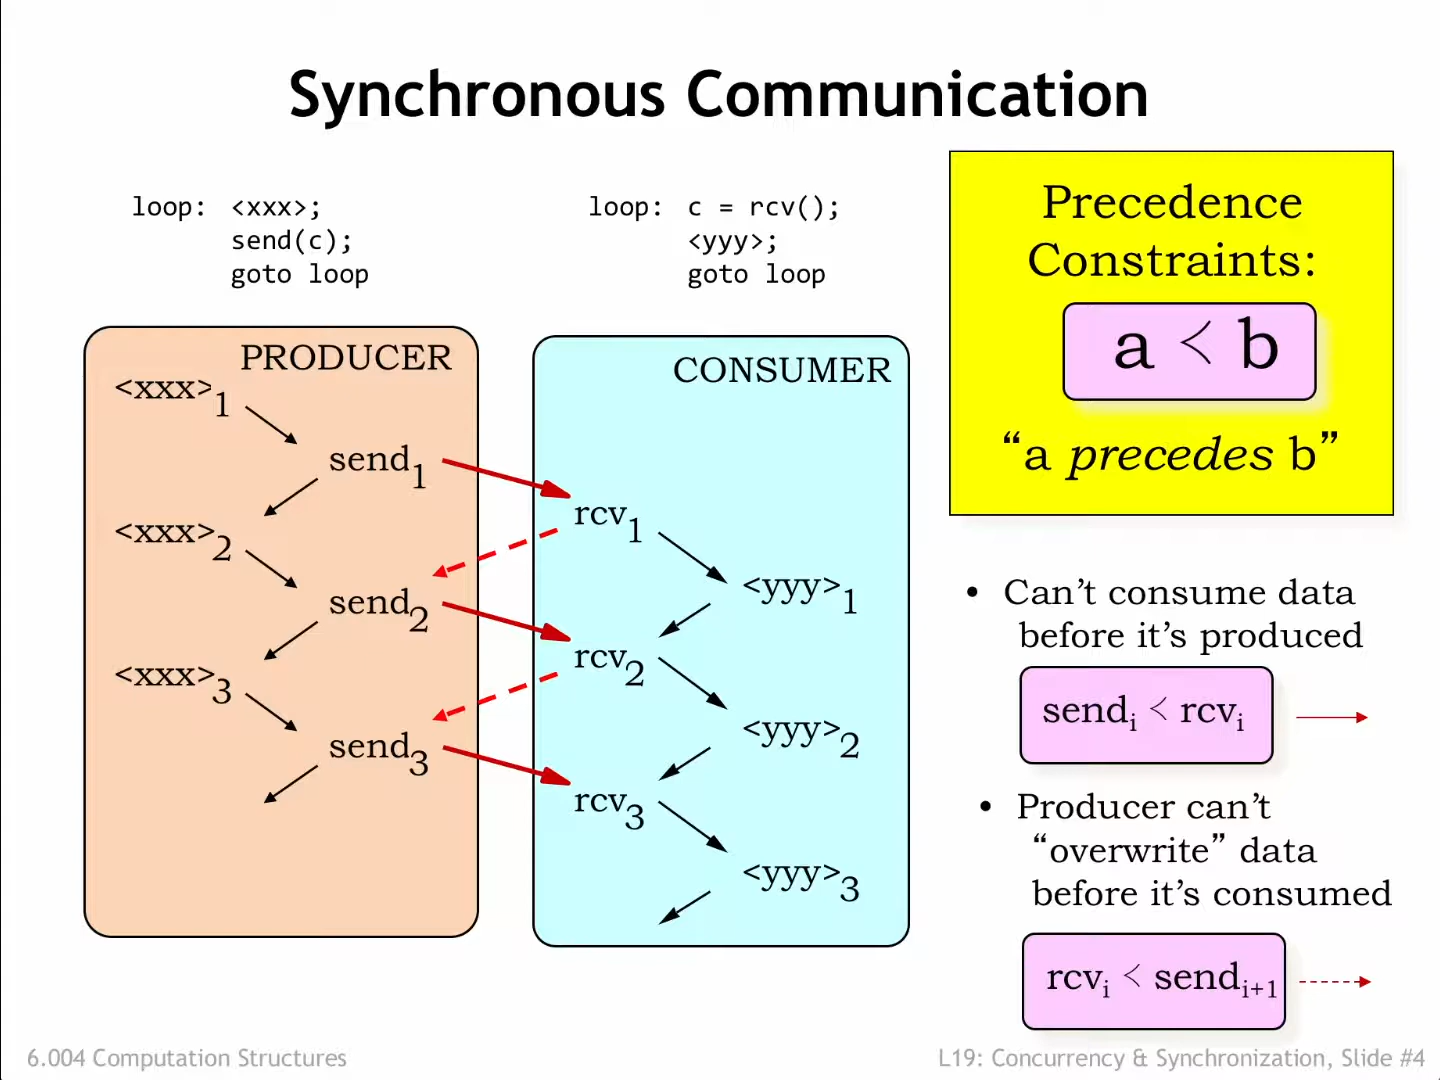 Synchronous Communication
loop: <xxx>;
send(c);
goto loop
loop: c = rcv();
<yyy>;
goto loop
PRODUCER
<xxx>1
send1
<xxx>2
send2
<xxx>3
send3
CONSUMER
rcv1
<yyy>1
rcv2
<yyy>2
rcv3
<yyy>3
Precedence
Constraints:
a ≺ b
“a precedes b”
• Can’t consume data
before it’s produced
sendi ≺ rcvi
• Producer can’t
“overwrite” data
before it’s consumed
rcvi ≺ sendi+1
6.004 Computation Structures
L19: Concurrency & Synchronization, Slide #4